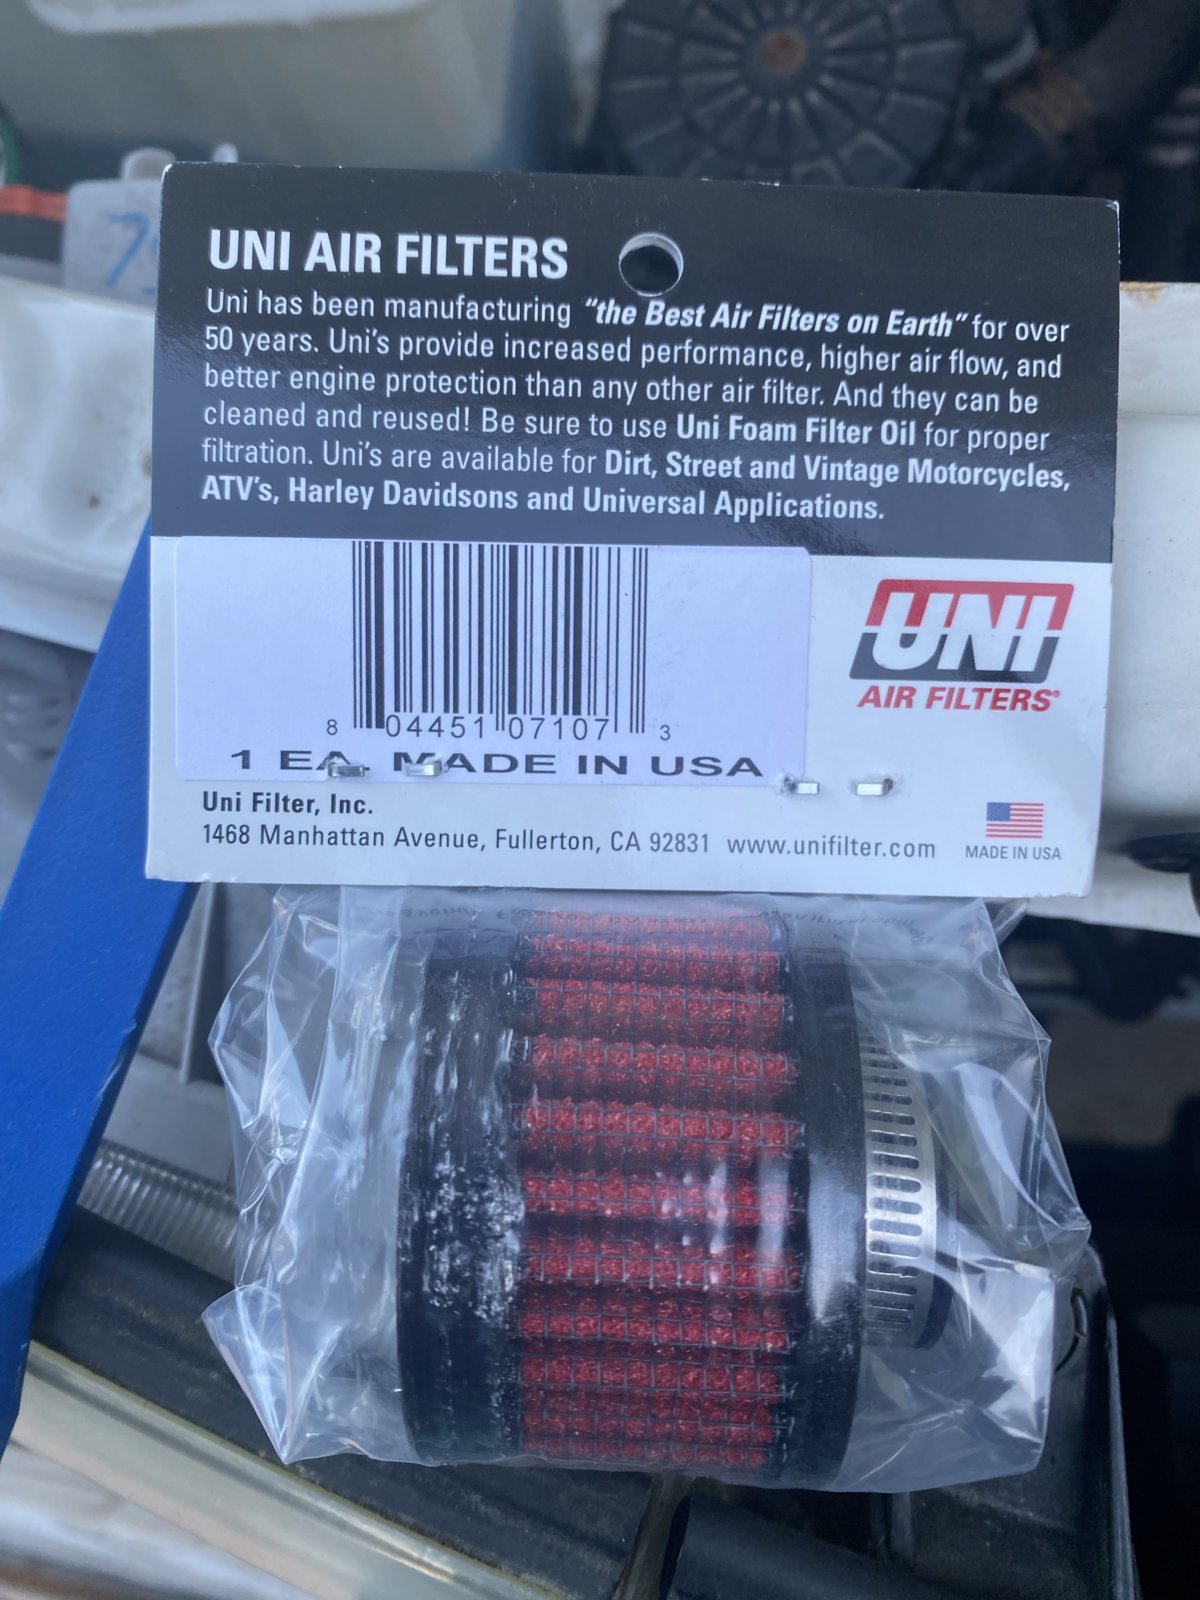 UNI AIR FILTERS
Uni has been manufacturing "the Best Air Filters on Earth" for over
50 years. Uni's provide increased performance, higher air flow, and
better engine protection than any other air filter. And they can be
cleaned and reused! Be sure to use Uni Foam Filter Oil for proper
filtration. Uni's are available for Dirt, Street and Vintage Motorcycles,
ATV's, Harley Davidsons and Universal Applications.
8 04451 07107 3
1 EA. MADE IN USA
UNI
AIR FILTERS®
Uni Filter, Inc.
1468 Manhattan Avenue, Fullerton, CA 92831 www.unifilter.com
MADE IN USA